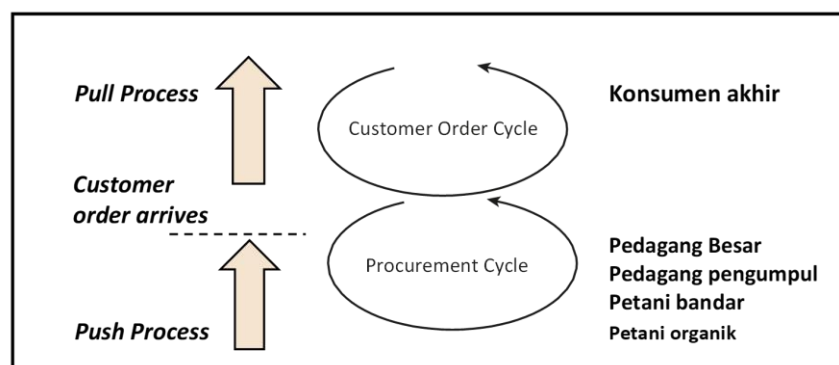 Pull Process
Customer Order Cycle
Konsumen akhir
Customer
order arrives
Procurement Cycle
Pedagang Besar
Pedagang pengumpul
Petani bandar
Petani organik
Push Process